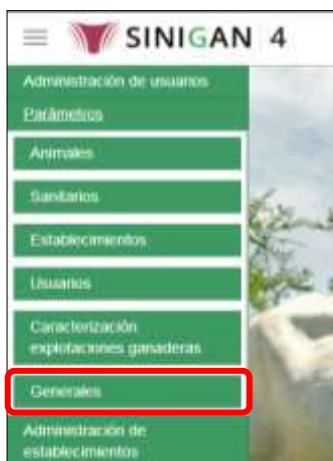 SINIGAN 4
Administración de usuarios
Parámetros
Animales
Sanitarios
Establecimientos
Usuarios
Caracterización
explotaciones ganaderas
Generales
Administración de
establecimientos